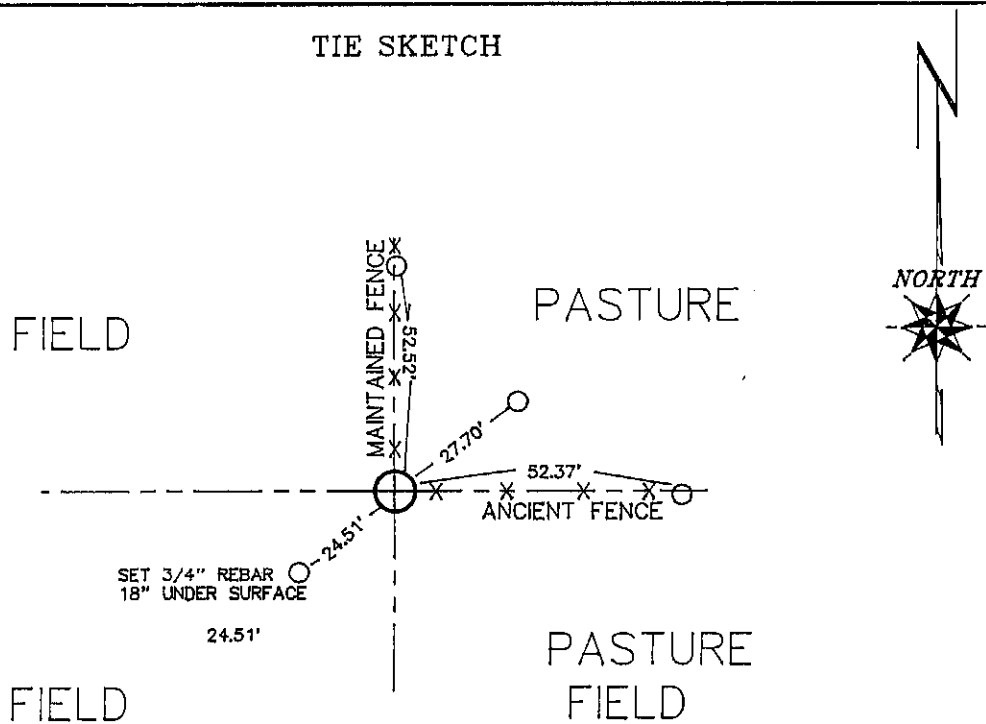 TIE SKETCH
NORTH
FIELD
MAINTAINED FENCE
52.52'
PASTURE
27.70'
52.37'
ANCIENT FENCE
24.51'
SET 3/4" REBAR
18" UNDER SURFACE
24.51'
PASTURE
FIELD
FIELD